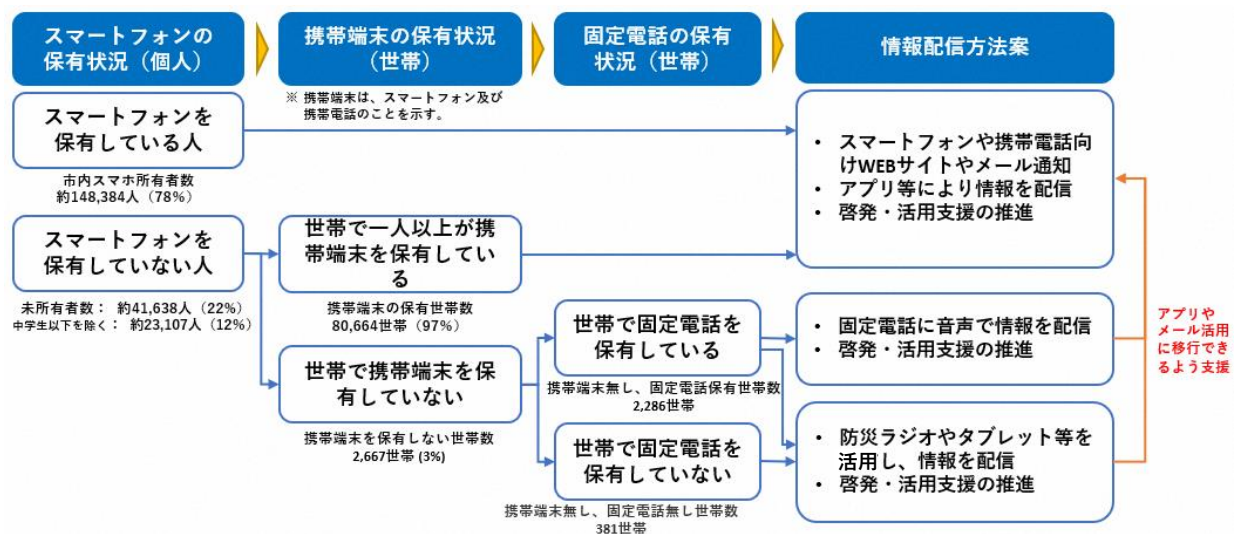 スマートフォンの
保有状況（個人）
携帯端末の保有状況
（世帯）
固定電話の保有
状況（世帯）
情報配信方法案
※ 携帯端末は、スマートフォン及び
携帯電話のことを示す。
スマートフォンを
保有している人
市内スマホ所有者数
約148,384人（78%）
スマートフォンを
保有していない人
未所有者数： 約41,638人（22%）
中学生以下を除く： 約23,107人（12%）
世帯で一人以上が携
帯端末を保有してい
る
携帯端末の保有世帯数
80,664世帯（97%）
世帯で携帯端末を保
有していない
携帯端末を保有しない世帯数
2,667世帯 (3%)
世帯で固定電話を
保有している
携帯端末無し、固定電話保有世帯数
2,286世帯
世帯で固定電話を
保有していない
携帯端末無し、固定電話無し世帯数
381世帯
• スマートフォンや携帯電話向
けWEBサイトやメール通知
• アプリ等により情報を配信
• 啓発・活用支援の推進
• 固定電話に音声で情報を配信
• 啓発・活用支援の推進
• 防災ラジオやタブレット等を
活用し、情報を配信
• 啓発・活用支援の推進
アプリや
メール活用
に移行でき
るよう支援